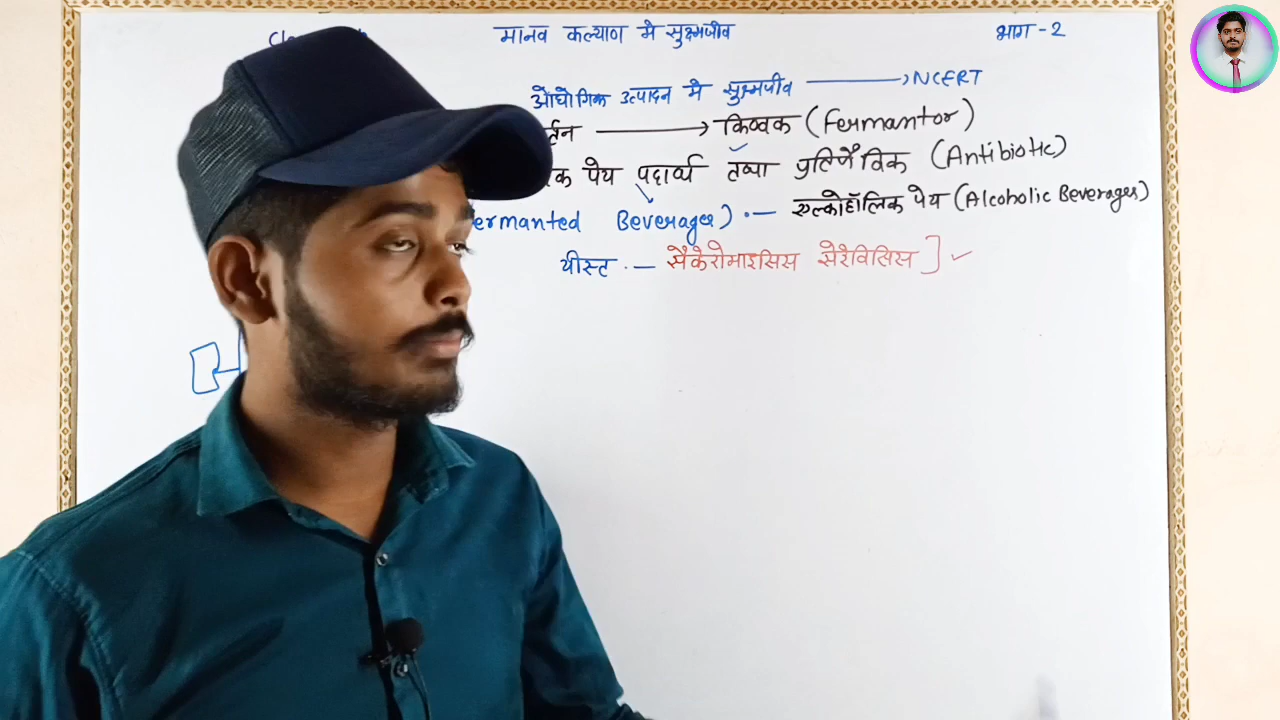 मानव कल्याण मे सुक्ष्मजीव
भाग - 2
औद्योगिक उत्पादन मे सुक्ष्मजीव → NCERT
→ किण्वक (Fermantor)
पेय पदार्थ तथा प्रतिजैविक (Antibiotic)
ermanted Beverages) :— एल्कोहॉलिक पेय (Alcoholic Beverages)
यीस्ट :— सैकेरोमाइसिस सेरेविसिस ] ✓